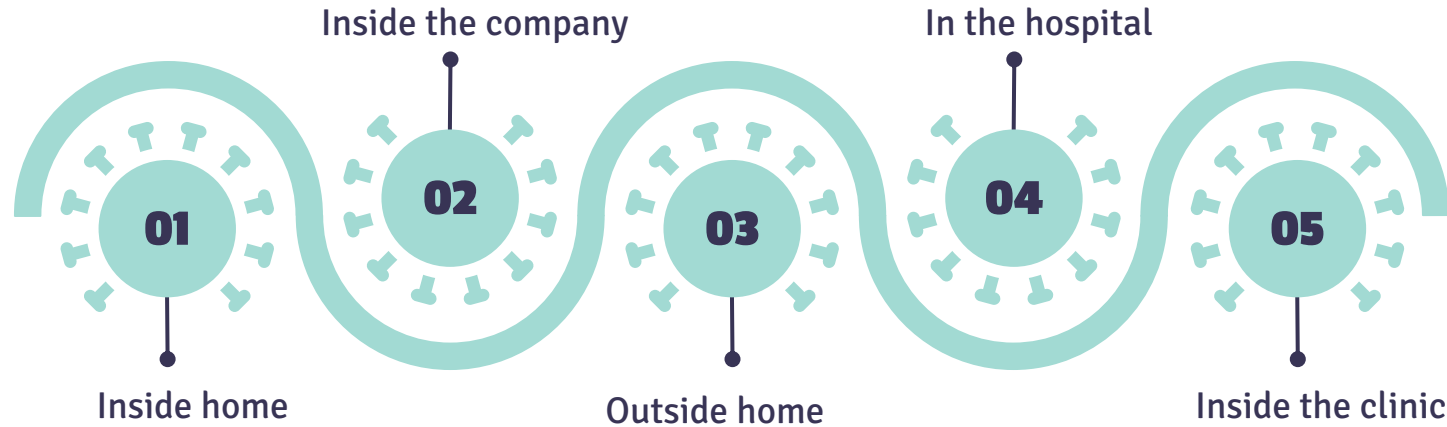 Inside the company
In the hospital
01
02
03
04
05
Inside home
Outside home
Inside the clinic